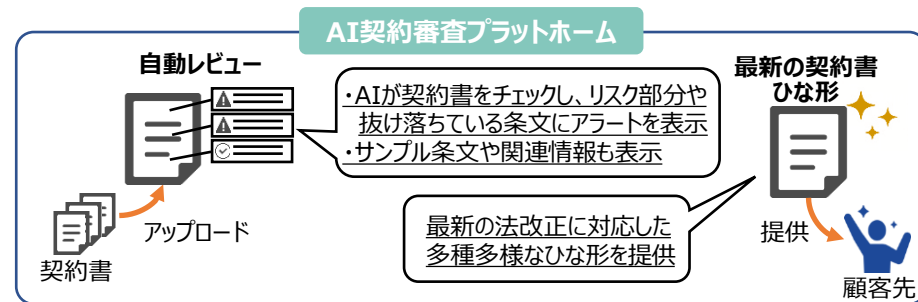 AI契約審査プラットホーム
自動レビュー
・AIが契約書をチェックし、リスク部分や
抜け落ちている条文にアラートを表示
・サンプル条文や関連情報も表示
アップロード
契約書
最新の契約書
ひな形
最新の法改正に対応した
多種多様なひな形を提供
提供
顧客先